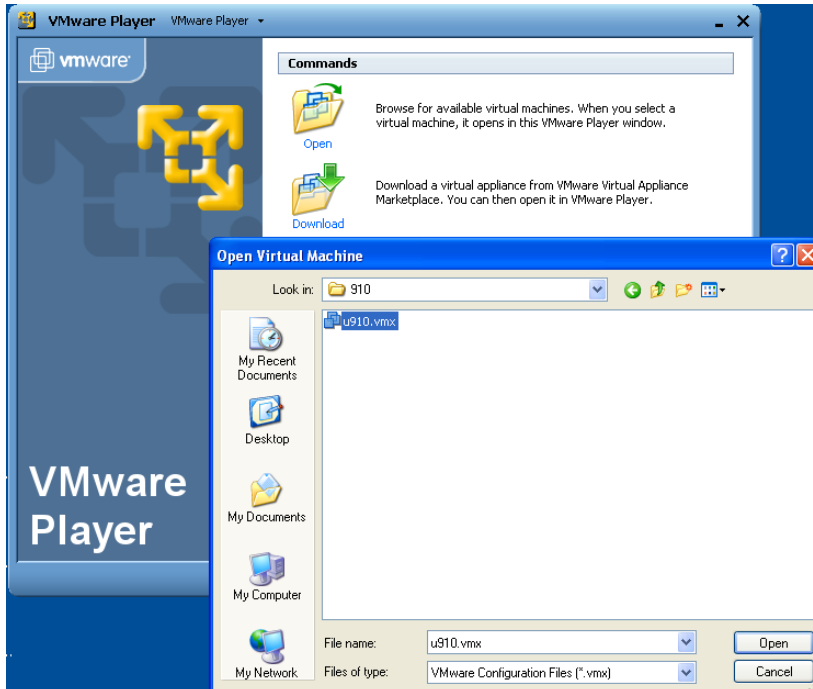 VMware Player VMware Player
vmware
Commands
Browse for available virtual machines. When you select a
virtual machine, it opens in this VMware Player window.
Open
Download a virtual appliance from VMware Virtual Appliance
Marketplace. You can then open it in VMware Player.
Download
VMware
Player
Open Virtual Machine
Look in: 910
u910.vmx
My Recent
Documents
Desktop
My Documents
My Computer
My Network
File name: u910.vmx Open
Files of type: VMware Configuration Files (*.vmx) Cancel